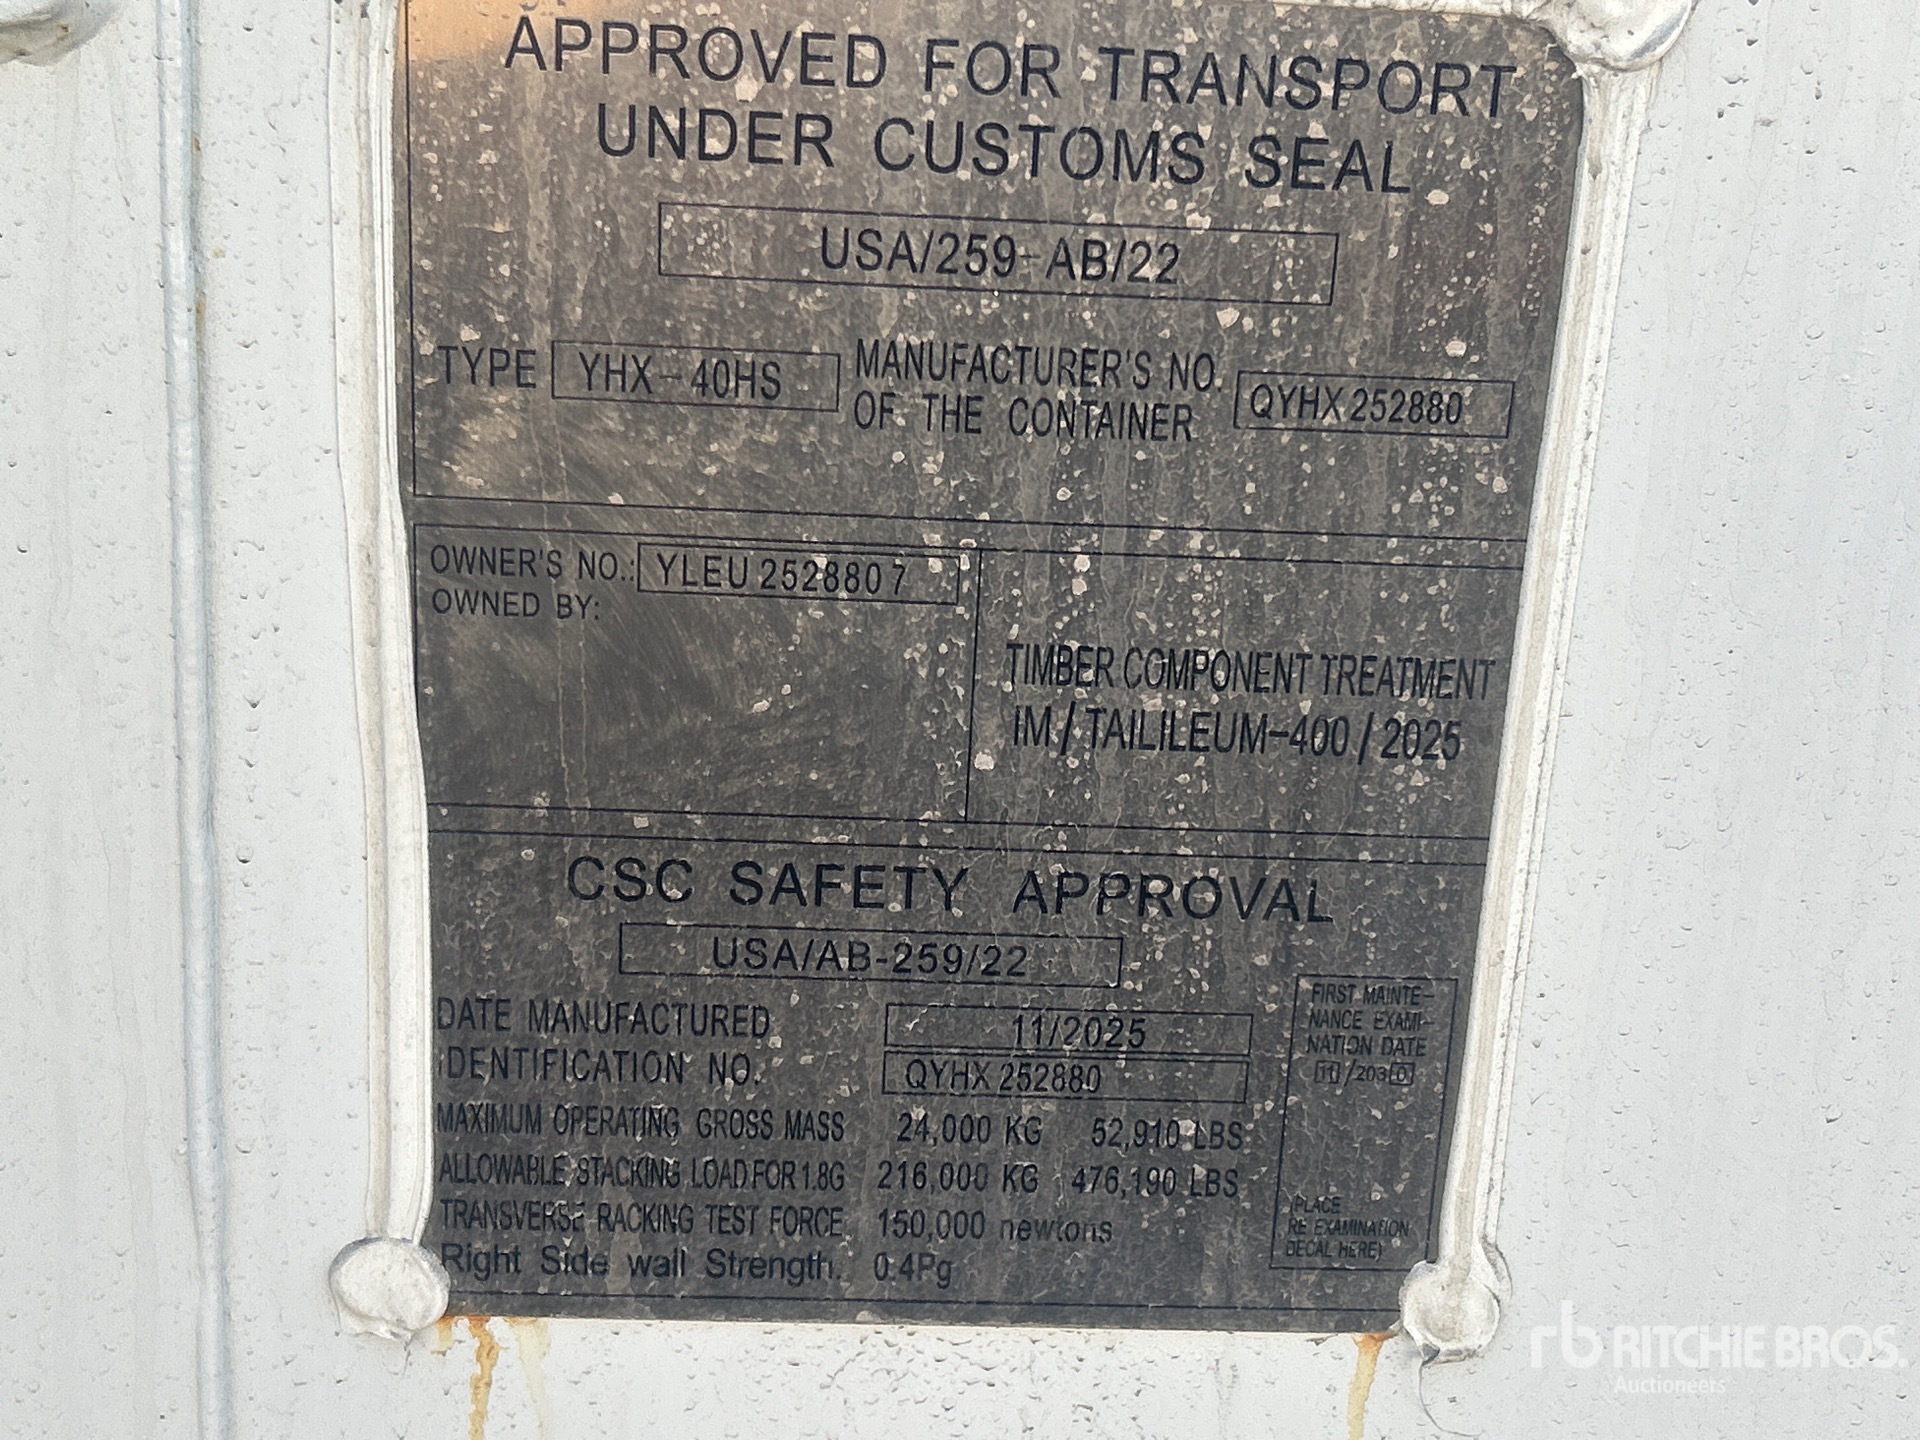 APPROVED FOR TRANSPORT
UNDER CUSTOMS SEAL
USA/259-AB/22
TYPE YHX-40HS MANUFACTURER'S NO. OF THE CONTAINER QYHX 252880
OWNER'S NO.: YLEU 252880 7
OWNED BY:
TIMBER COMPONENT TREATMENT
IM/TAILILEUM-400/2025
CSC SAFETY APPROVAL
USA/AB-259/22
DATE MANUFACTURED 11/2025
IDENTIFICATION NO. QYHX 252880
MAXIMUM OPERATING GROSS MASS 24,000 KG 52,910 LBS
ALLOWABLE STACKING LOAD FOR 1.8G 216,000 KG 476,190 LBS
TRANSVERSE RACKING TEST FORCE 150,000 newtons
Right Side wall Strength. 0.4Pg
FIRST MAINTE-
NANCE EXAMI-
NATION DATE
11/2030
(PLACE
RE EXAMINATION
DECAL HERE)
rb RITCHIE BROS.
Auctioneers